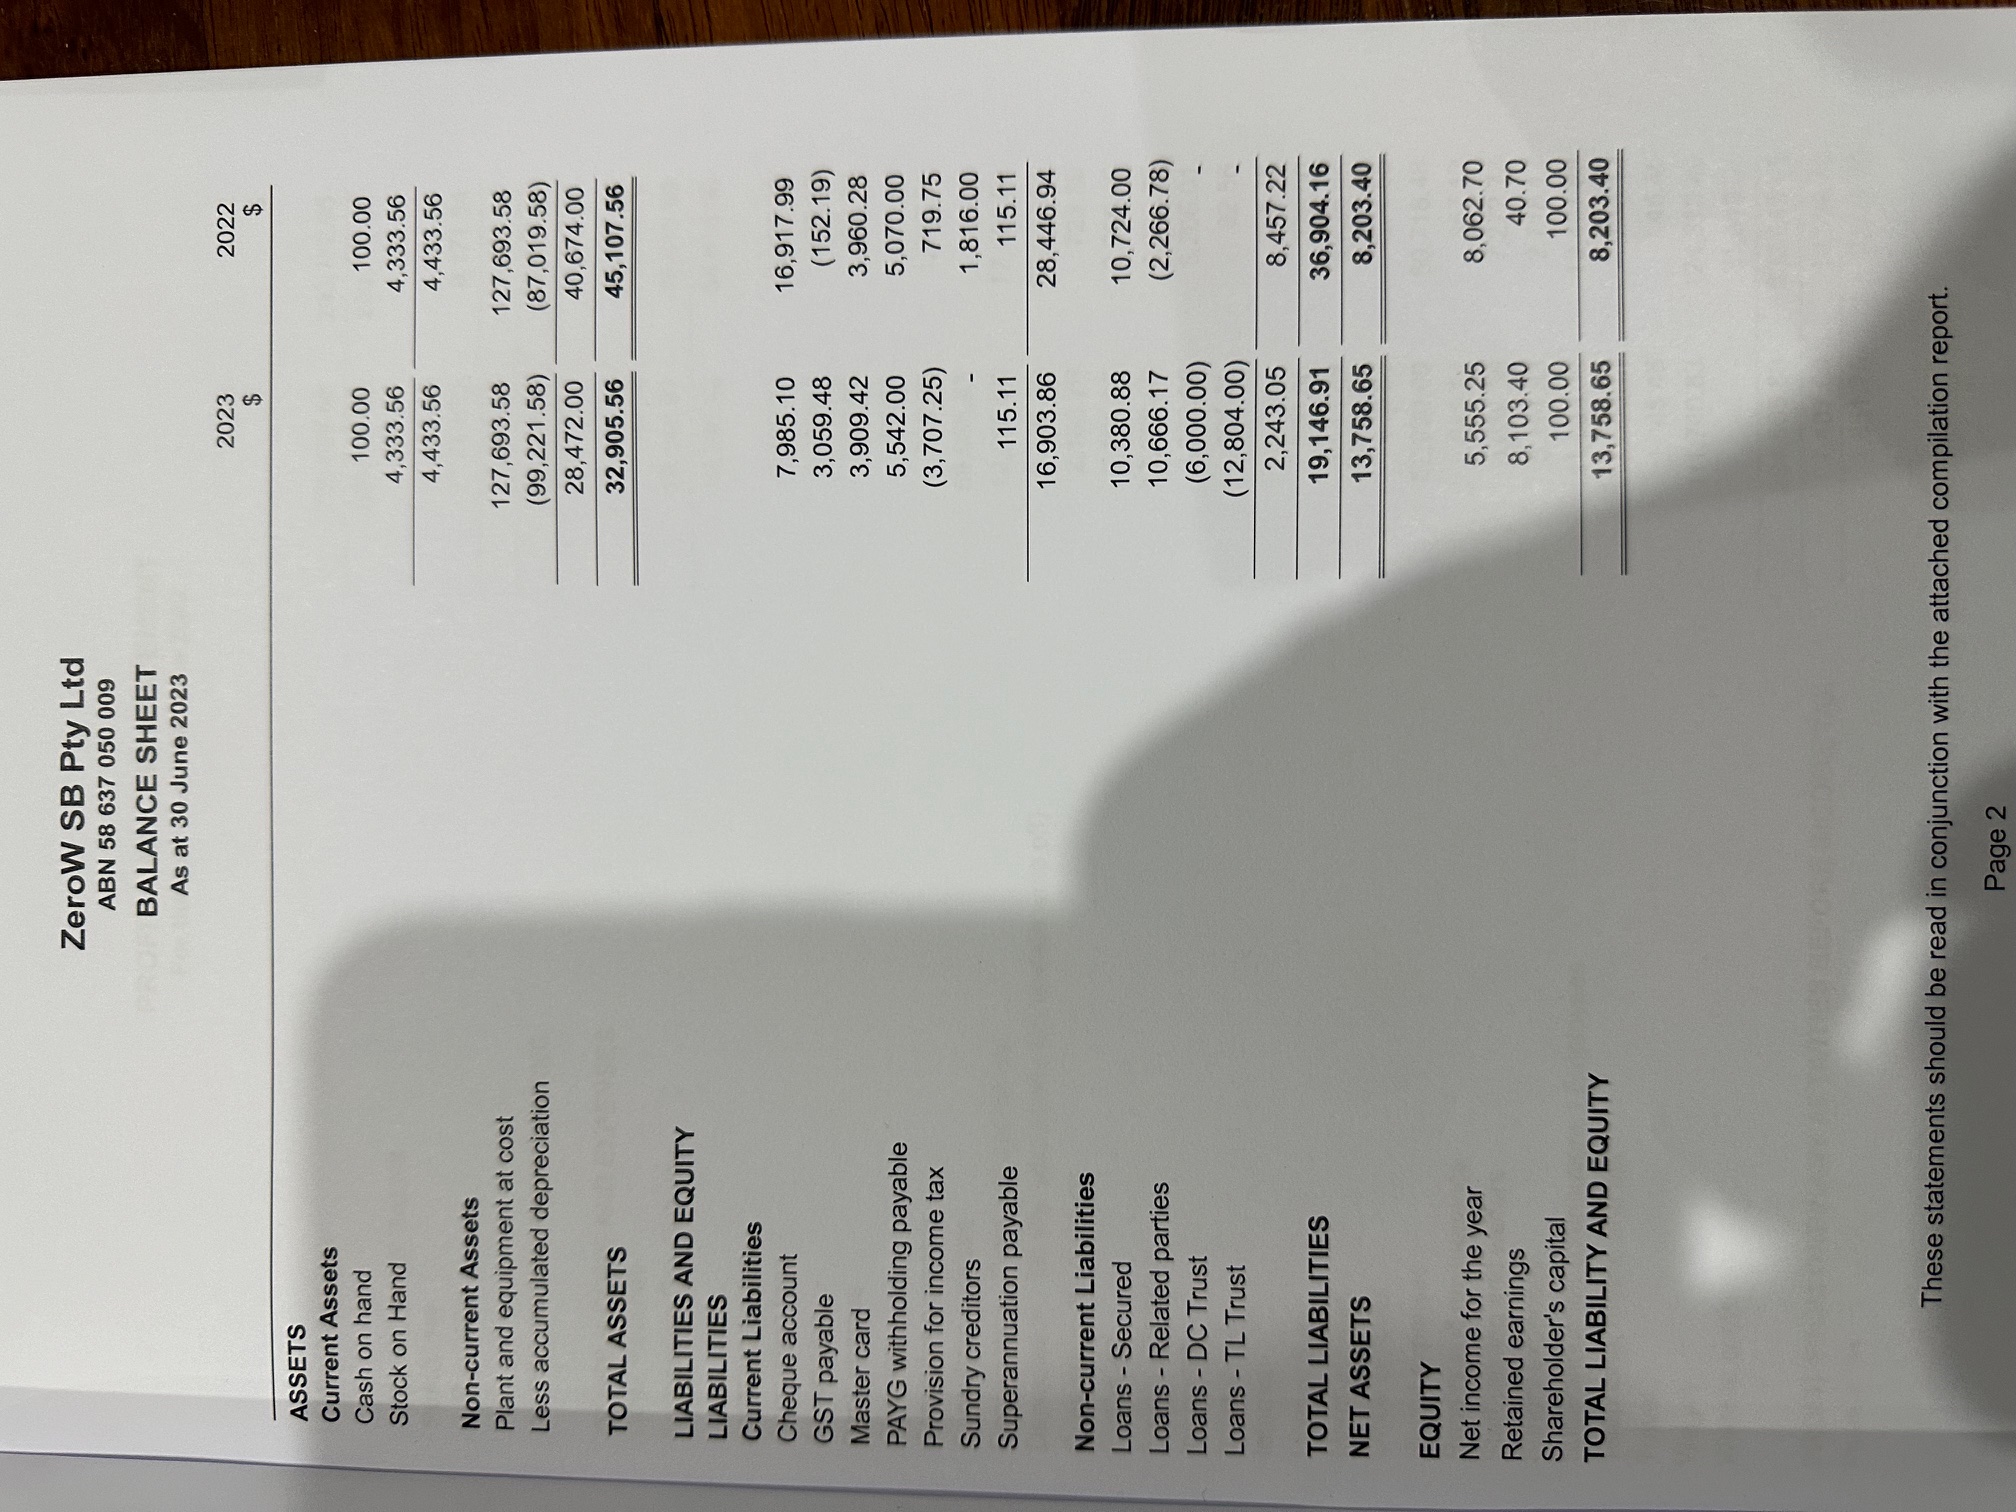 ZeroW SB Pty Ltd
ABN 58 637 050 009
BALANCE SHEET
As at 30 June 2023
2023 2022
$ $
ASSETS
Current Assets
Cash on hand 100.00 100.00
Stock on Hand 4,333.56 4,333.56
4,433.56 4,433.56
Non-current Assets
Plant and equipment at cost 127,693.58 127,693.58
Less accumulated depreciation (99,221.58) (87,019.58)
28,472.00 40,674.00
TOTAL ASSETS 32,905.56 45,107.56
LIABILITIES AND EQUITY
LIABILITIES
Current Liabilities
Cheque account 7,985.10 16,917.99
GST payable 3,059.48 (152.19)
Master card 3,909.42 3,960.28
PAYG withholding payable 5,542.00 5,070.00
Provision for income tax (3,707.25) 719.75
Sundry creditors - 1,816.00
Superannuation payable 115.11 115.11
16,903.86 28,446.94
Non-current Liabilities
Loans - Secured 10,380.88 10,724.00
Loans - Related parties 10,666.17 (2,266.78)
Loans - DC Trust (6,000.00) -
Loans - TL Trust (12,804.00) -
2,243.05 8,457.22
TOTAL LIABILITIES 19,146.91 36,904.16
NET ASSETS 13,758.65 8,203.40
EQUITY
Net income for the year 5,555.25 8,062.70
Retained earnings 8,103.40 40.70
Shareholder's capital 100.00 100.00
TOTAL LIABILITY AND EQUITY 13,758.65 8,203.40
These statements should be read in conjunction with the attached compilation report.
Page 2